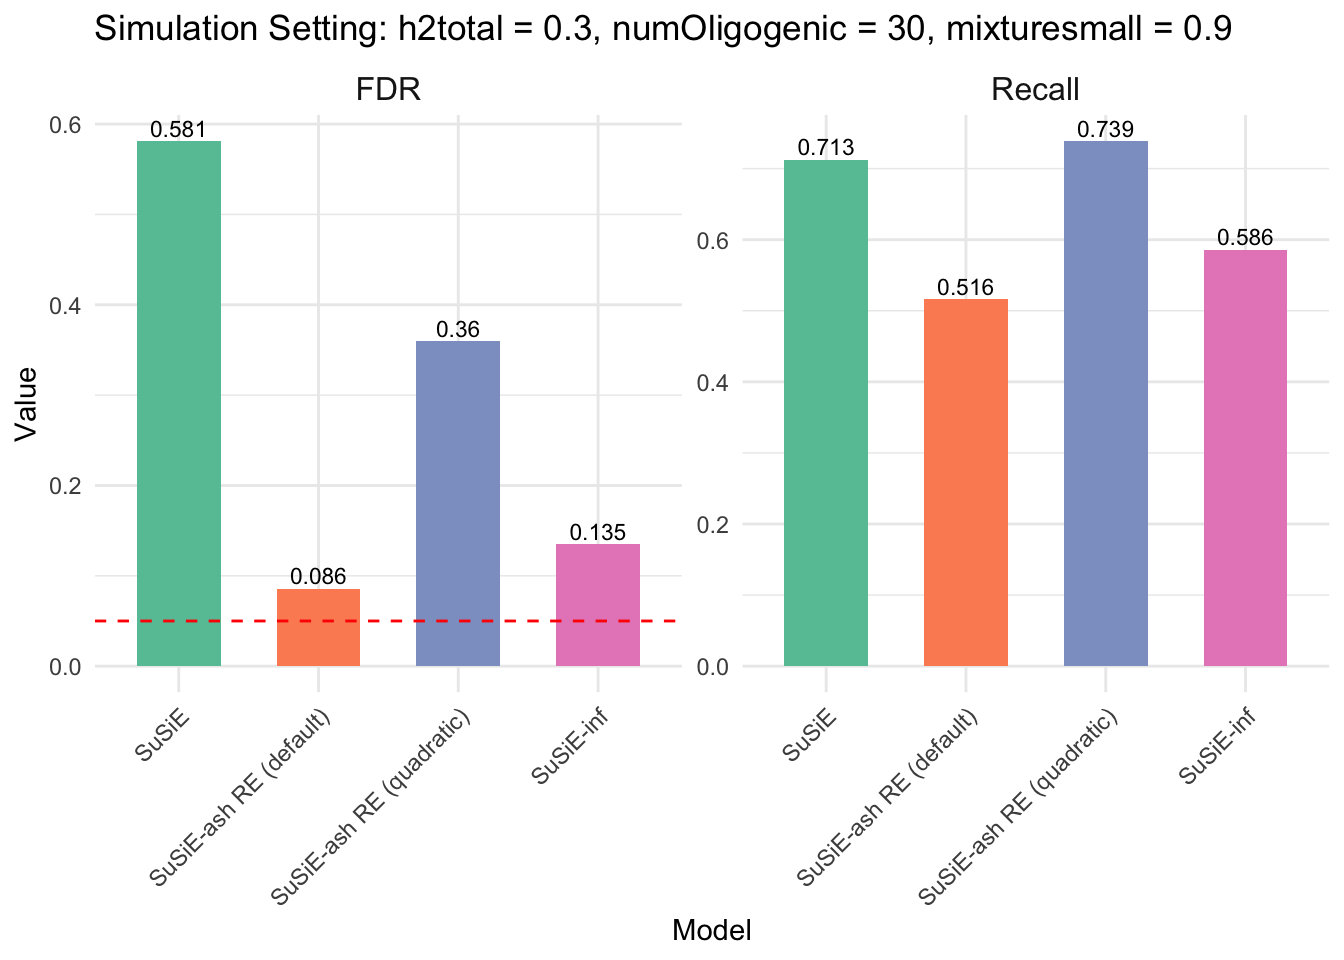 Simulation Setting: h2total = 0.3, numOligogenic = 30, mixturesmall = 0.9
FDR
Recall
Value
0.6
0.4
0.2
0.0
0.581
0.086
0.36
0.135
SuSiE
SuSiE-ash RE (default)
SuSiE-ash RE (quadratic)
SuSiE-inf
0.6
0.4
0.2
0.0
0.713
0.516
0.739
0.586
SuSiE
SuSiE-ash RE (default)
SuSiE-ash RE (quadratic)
SuSiE-inf
Model